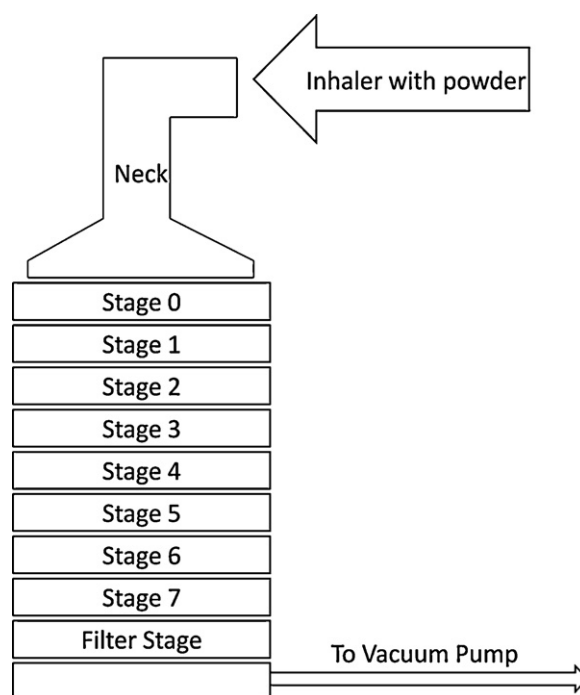 Inhaler with powder
Neck
Stage 0
Stage 1
Stage 2
Stage 3
Stage 4
Stage 5
Stage 6
Stage 7
Filter Stage
To Vacuum Pump